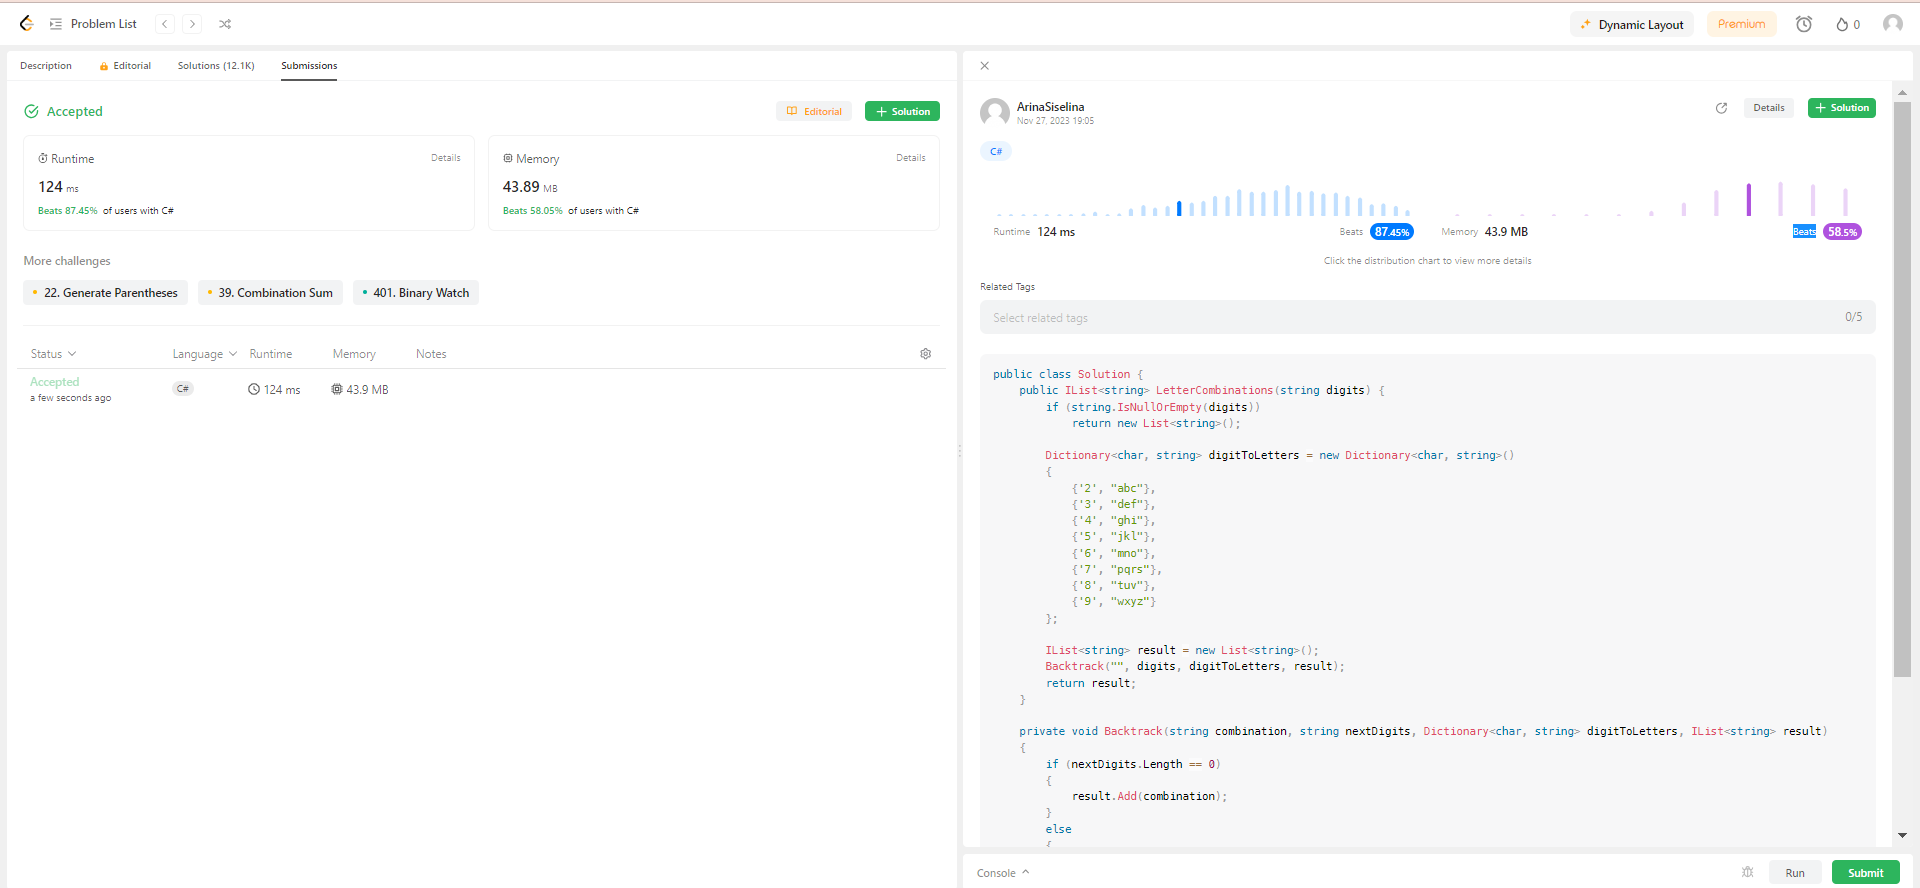 Problem List
Dynamic Layout
Premium
0
Description
Editorial
Solutions (12.1K)
Submissions
Accepted
Editorial
+ Solution
Runtime
Details
124 ms
Beats 87.45% of users with C#
Memory
Details
43.89 MB
Beats 58.05% of users with C#
More challenges
22. Generate Parentheses
39. Combination Sum
401. Binary Watch
Status
Language
Runtime
Memory
Notes
Accepted
a few seconds ago
C#
124 ms
43.9 MB
ArinaSiselina
Nov 27, 2023 19:05
Details
+ Solution
C#
Runtime 124 ms
Beats 87.45%
Memory 43.9 MB
Beats 58.5%
Click the distribution chart to view more details
Related Tags
Select related tags
0/5
public class Solution {
    public IList<string> LetterCombinations(string digits) {
        if (string.IsNullOrEmpty(digits))
            return new List<string>();
        Dictionary<char, string> digitToLetters = new Dictionary<char, string>()
        {
            {'2', "abc"},
            {'3', "def"},
            {'4', "ghi"},
            {'5', "jkl"},
            {'6', "mno"},
            {'7', "pqrs"},
            {'8', "tuv"},
            {'9', "wxyz"}
        };
        IList<string> result = new List<string>();
        Backtrack("", digits, digitToLetters, result);
        return result;
    }
    private void Backtrack(string combination, string nextDigits, Dictionary<char, string> digitToLetters, IList<string> result)
    {
        if (nextDigits.Length == 0)
        {
            result.Add(combination);
        }
        else
        {
Console
Run
Submit